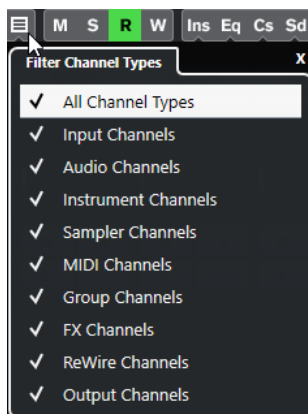 M S R W Ins Eq Cs Sd
Filter Channel Types X
All Channel Types
Input Channels
Audio Channels
Instrument Channels
Sampler Channels
MIDI Channels
Group Channels
FX Channels
ReWire Channels
Output Channels